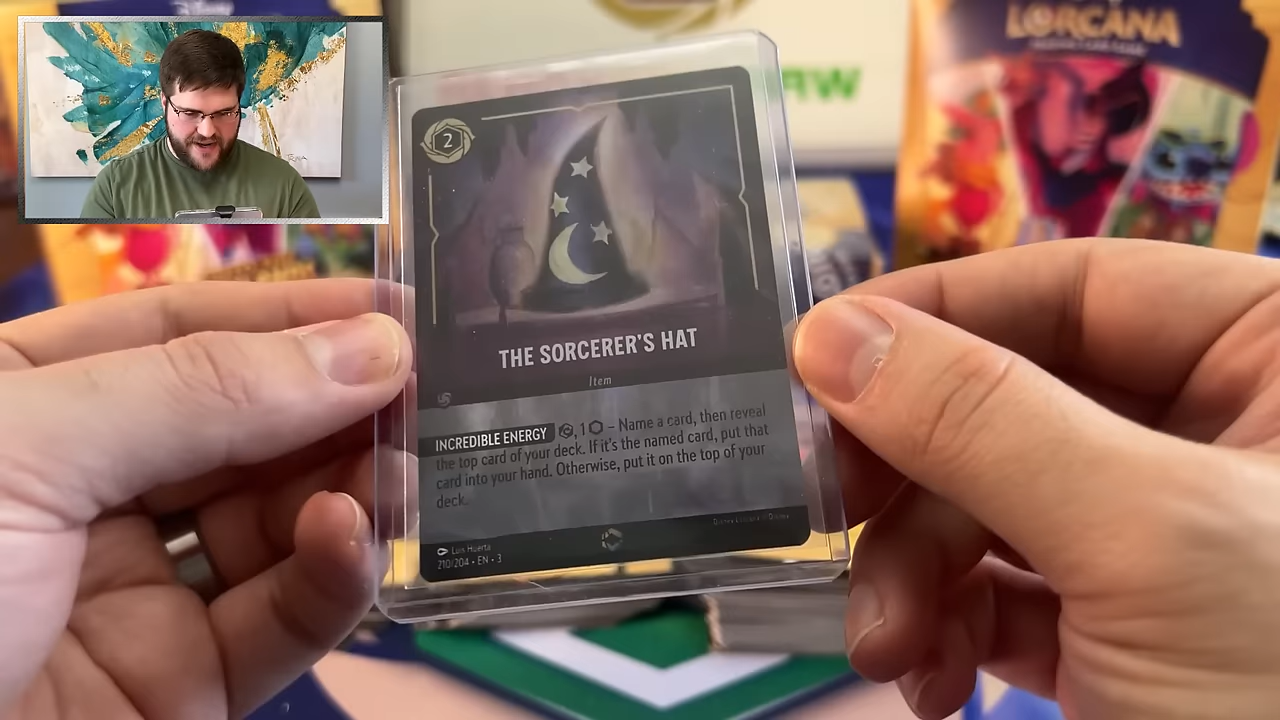 Disney
LORCANA
RW
2
THE SORCERER'S HAT
Item
INCREDIBLE ENERGY , 1 – Name a card, then reveal
the top card of your deck. If it's the named card, put that
card into your hand. Otherwise, put it on the top of your
deck.
Luis Huerta
210/204 • EN • 3